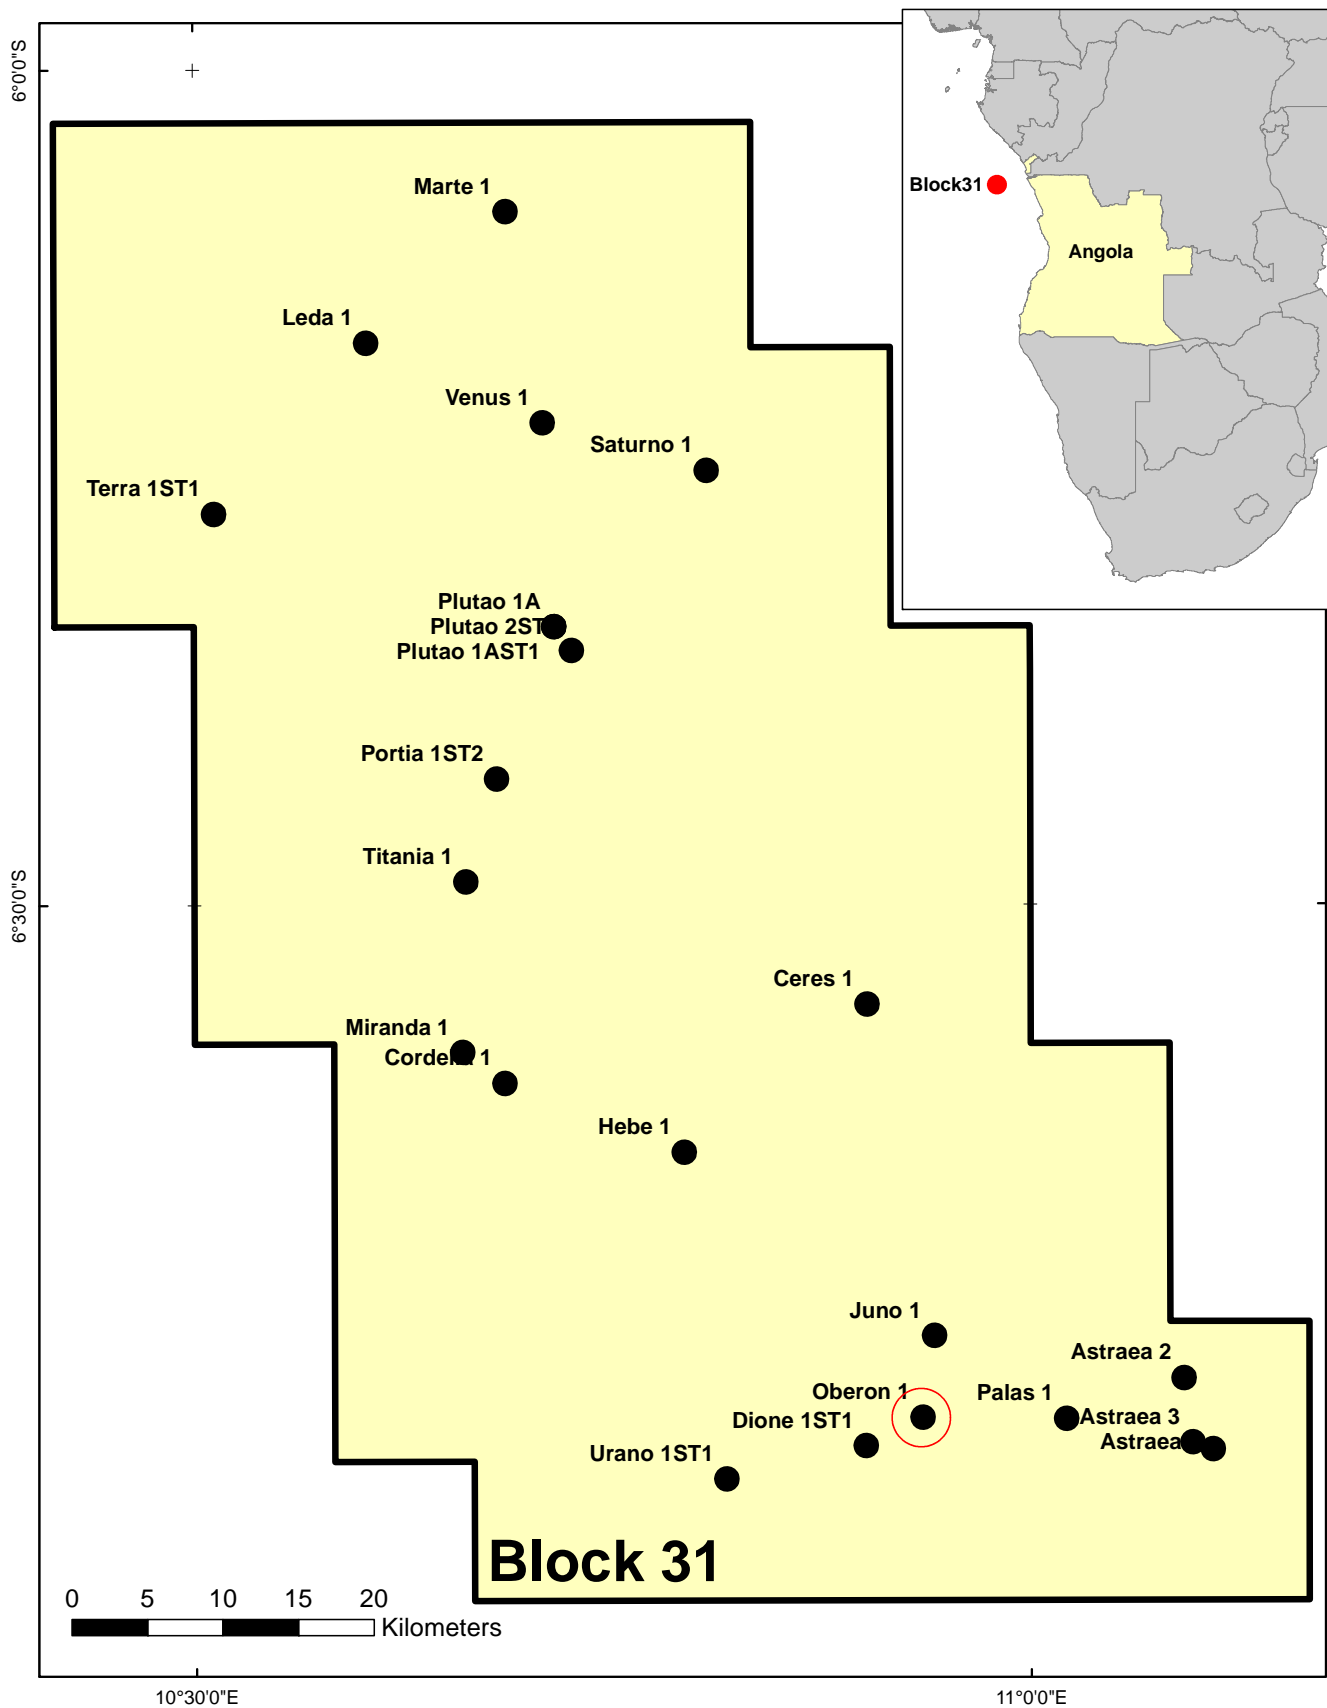 6°0'0"S
Marte 1
Block31
Angola
Leda 1
Venus 1
Saturno 1
Terra 1ST1
Plutao 1A
Plutao 2ST
Plutao 1AST1
Portia 1ST2
Titania 1
6°30'0"S
Ceres 1
Miranda 1
Cordelia 1
Hebe 1
Juno 1
Astraea 2
Oberon 1
Palas 1
Astraea 3
Dione 1ST1
Astraea
Urano 1ST1
Block 31
0 5 10 15 20
Kilometers
10°30'0"E
11°0'0"E